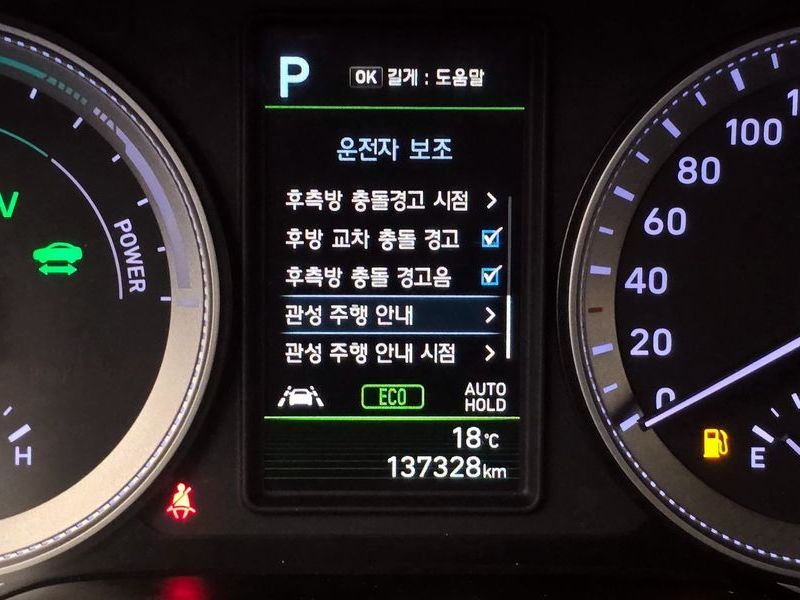 P
OK 길게 : 도움말
운전자 보조
후측방 충돌경고 시점
후방 교차 충돌 경고
후측방 충돌 경고음
관성 주행 안내
관성 주행 안내 시점
ECO
AUTO
HOLD
18°C
137328km
V
POWER
H
100
80
60
40
20
0
E